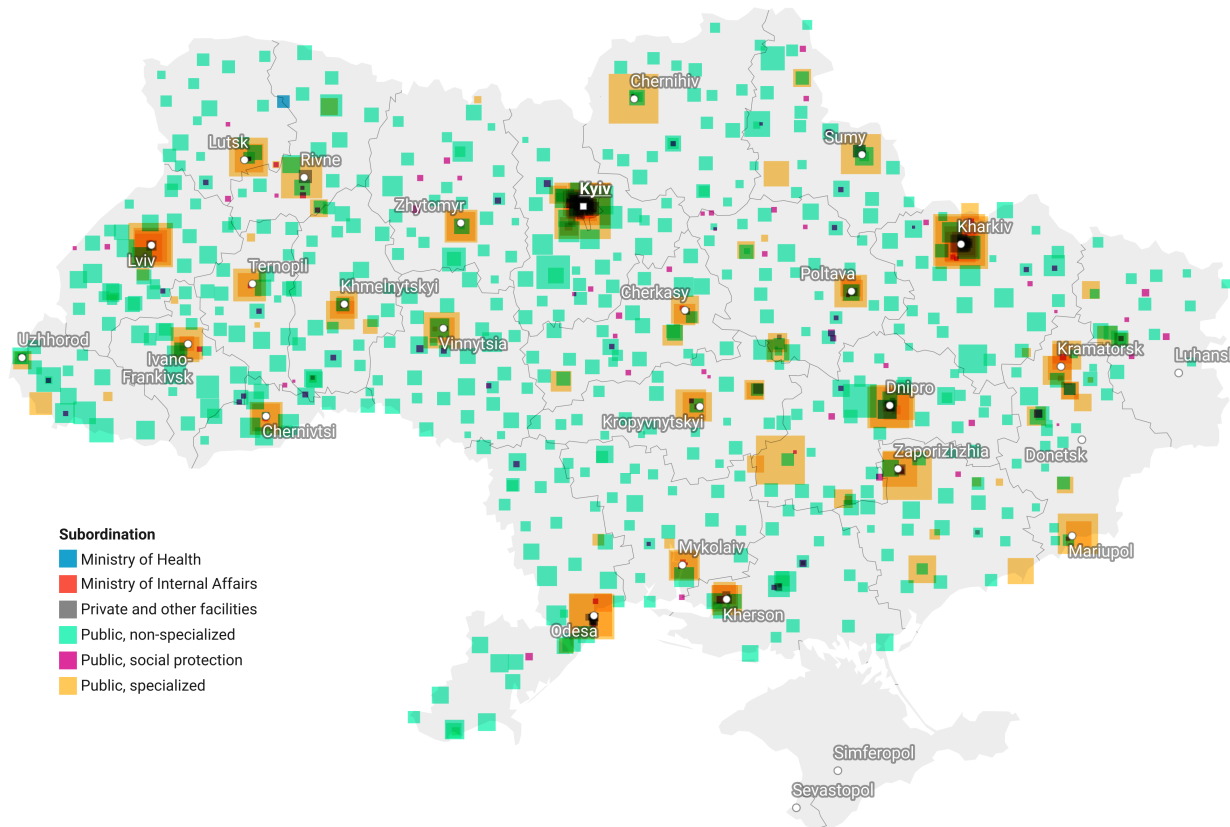 Chernihiv
Sumy
Lutsk
Rivne
Kyiv
Zhytomyr
Kharkiv
Lviv
Ternopil
Khmelnytskyi
Cherkasy
Poltava
Uzhhorod
Ivano-
Frankivsk
Vinnytsia
Kramatorsk
Luhansk
Chernivtsi
Kropyvnytskyi
Dnipro
Zaporizhzhia
Donetsk
Mykolaiv
Mariupol
Odesa
Kherson
Simferopol
Sevastopol
Subordination
Ministry of Health
Ministry of Internal Affairs
Private and other facilities
Public, non-specialized
Public, social protection
Public, specialized